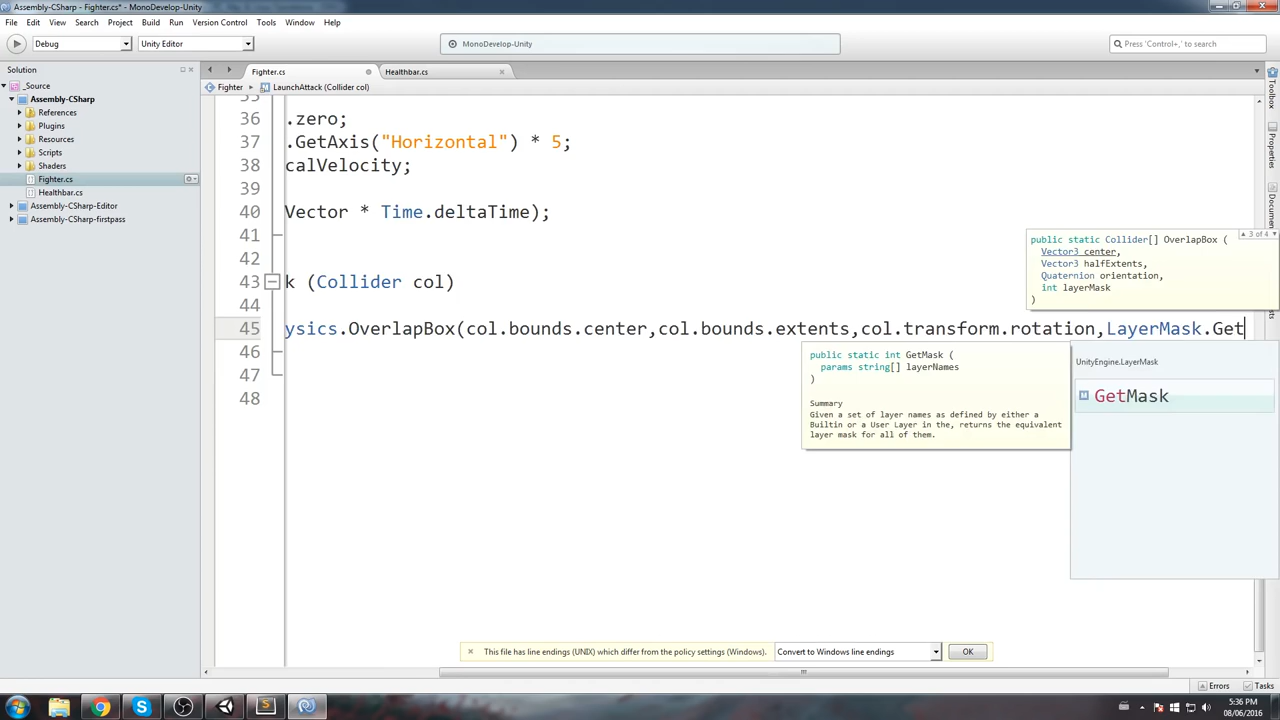 Assembly-CSharp - Fighter.cs* - MonoDevelop-Unity
File Edit View Search Project Build Run Version Control Tools Window Help
Debug Unity Editor MonoDevelop-Unity Press 'Control+,' to search
Solution
Fighter.cs Healthbar.cs
_Source
Fighter LaunchAttack (Collider col)
Assembly-CSharp
References
Plugins
Resources
Scripts
Shaders
Fighter.cs
Healthbar.cs
Assembly-CSharp-Editor
Assembly-CSharp-firstpass
36 .zero;
37 .GetAxis("Horizontal") * 5;
38 calVelocity;
39
40 Vector * Time.deltaTime);
41
42
43 k (Collider col)
44
45 ysics.OverlapBox(col.bounds.center,col.bounds.extents,col.transform.rotation,LayerMask.Get
46
47
48
public static Collider[] OverlapBox (
3 of 4
Vector3 center,
Vector3 halfExtents,
Quaternion orientation,
int layerMask
)
public static int GetMask (
params string[] layerNames
)
Summary
Given a set of layer names as defined by either a
Builtin or a User Layer in the, returns the equivalent
layer mask for all of them.
UnityEngine.LayerMask
GetMask
Toolbox
Properties
This file has line endings (UNIX) which differ from the policy settings (Windows). Convert to Windows line endings OK
Errors Tasks
5:36 PM
08/06/2016